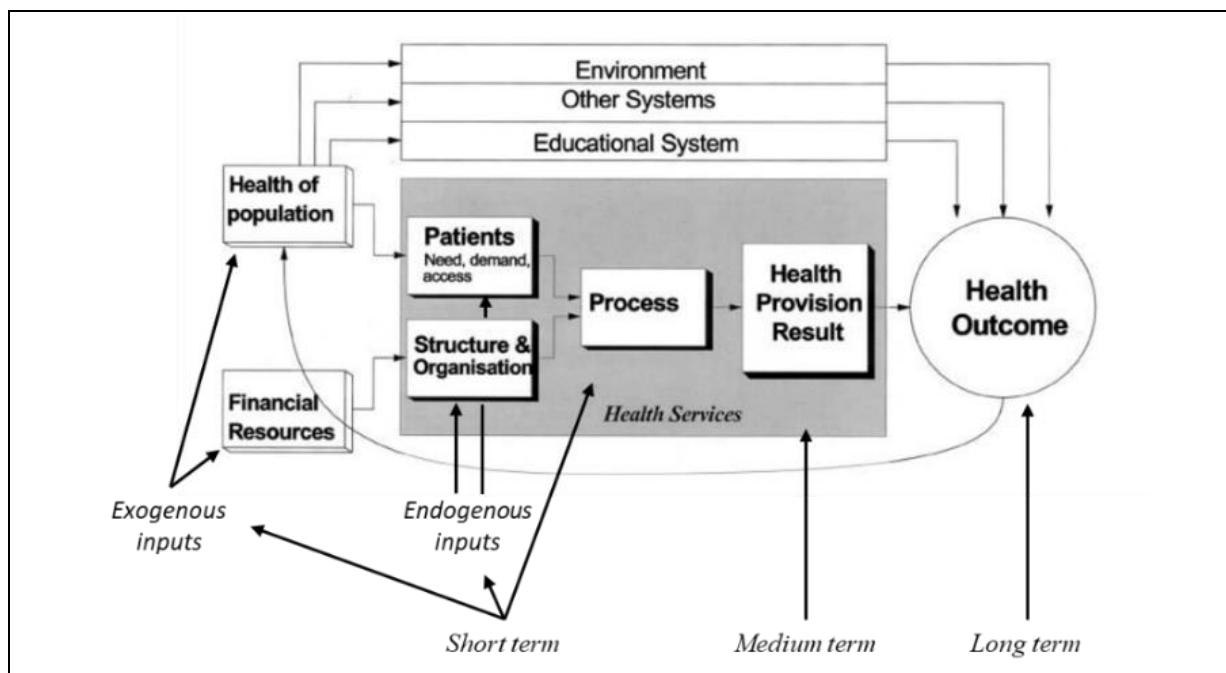 Environment
Other Systems
Educational System
Health of
population
Patients
Need, demand,
access
Structure &
Organisation
Process
Health
Provision
Result
Health
Outcome
Financial
Resources
Health Services
Exogenous
inputs
Endogenous
inputs
Short term
Medium term
Long term